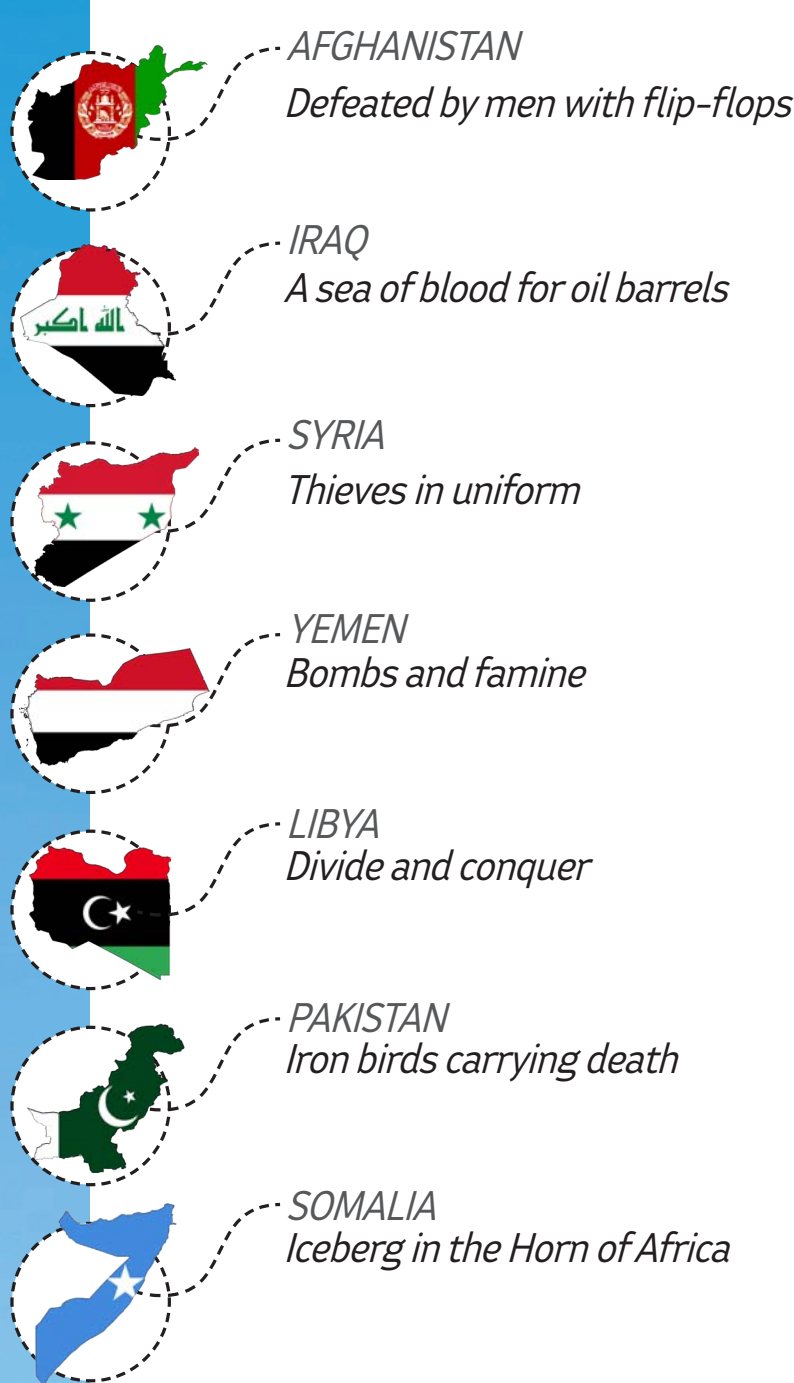 AFGHANISTAN
Defeated by men with flip-flops
IRAQ
A sea of blood for oil barrels
الله اكبر
SYRIA
Thieves in uniform
YEMEN
Bombs and famine
LIBYA
Divide and conquer
PAKISTAN
Iron birds carrying death
SOMALIA
Iceberg in the Horn of Africa